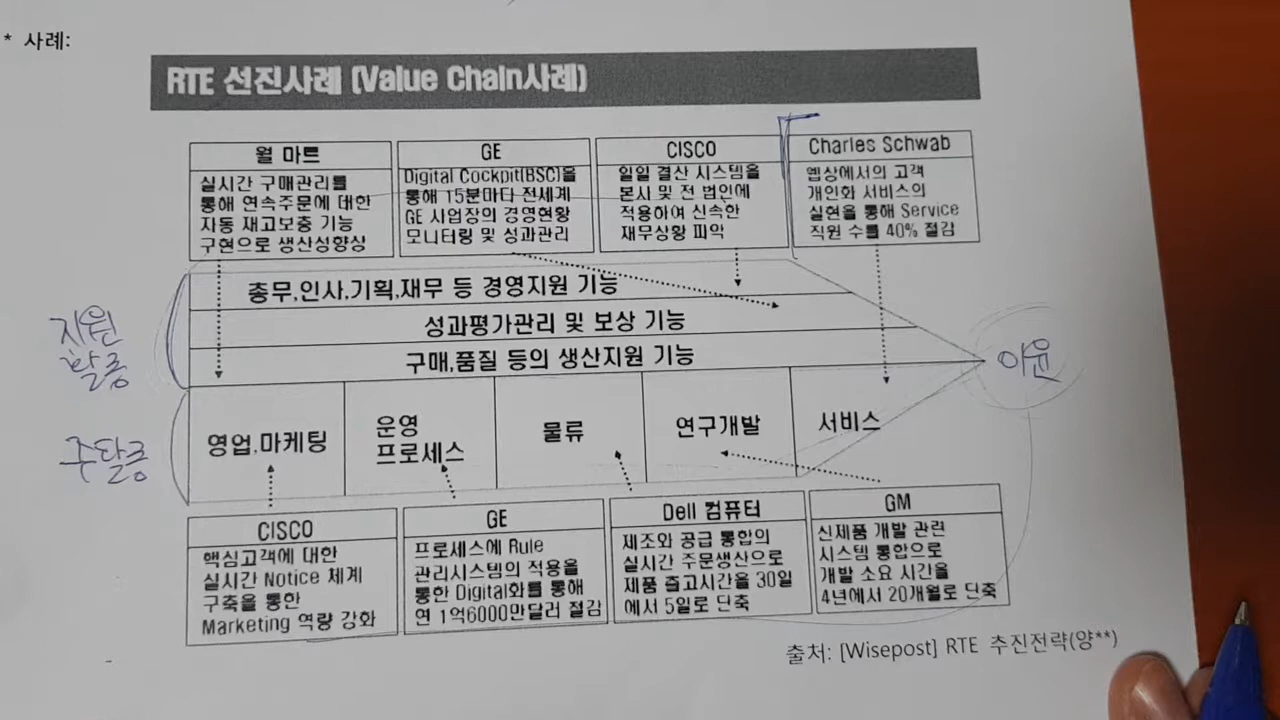 * 사례:
RTE 선진사례 (Value Chain사례)
월 마트
실시간 구매관리를
통해 연속주문에 대한
자동 재고보충 기능
구현으로 생산성향상
GE
Digital Cockpit(BSC)을
통해 15분마다 전세계
GE 사업장의 경영현황
모니터링 및 성과관리
CISCO
일일 결산 시스템을
본사 및 전 법인에
적용하여 신속한
재무상황 피악
Charles Schwab
웹상에서의 고객
개인화 서비스의
실현을 통해 Service
직원 수를 40% 절감
총무,인사,기획,재무 등 경영지원 기능
성과평가관리 및 보상 기능
구매,품질 등의 생산지원 기능
지원
활동
이윤
주활동
영업,마케팅
운영
프로세스
물류
연구개발
서비스
CISCO
핵심고객에 대한
실시간 Notice 체계
구축을 통한
Marketing 역량 강화
GE
프로세스에 Rule
관리시스템의 적용을
통한 Digital화를 통해
연 1억6000만달러 절감
Dell 컴퓨터
제조와 공급 통합의
실시간 주문생산으로
제품 출고시간을 30일
에서 5일로 단축
GM
신제품 개발 관련
시스템 통합으로
개발 소요 시간을
4년에서 20개월로 단축
출처: [Wisepost] RTE 추진전략(양**)